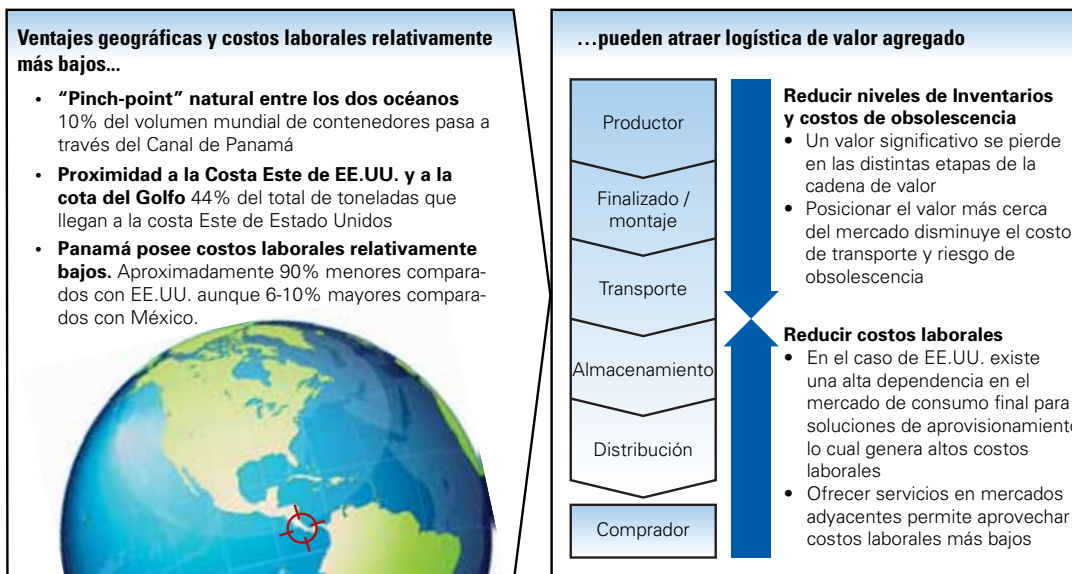 Ventajas geográficas y costos laborales relativamente
más bajos...
• “Pinch-point” natural entre los dos océanos
10% del volumen mundial de contenedores pasa a
través del Canal de Panamá
• Proximidad a la Costa Este de EE.UU. y a la
cota del Golfo 44% del total de toneladas que
llegan a la costa Este de Estado Unidos
• Panamá posee costos laborales relativamente
bajos. Aproximadamente 90% menores compara-
dos con EE.UU. aunque 6-10% mayores compara-
dos con México.
...pueden atraer logística de valor agregado
Productor
Finalizado /
montaje
Transporte
Almacenamiento
Distribución
Comprador
Reducir niveles de Inventarios
y costos de obsolescencia
• Un valor significativo se pierde
en las distintas etapas de la
cadena de valor
• Posicionar el valor más cerca
del mercado disminuye el costo
de transporte y riesgo de
obsolescencia
Reducir costos laborales
• En el caso de EE.UU. existe
una alta dependencia en el
mercado de consumo final para
soluciones de aprovisionamiento
lo cual genera altos costos
laborales
• Ofrecer servicios en mercados
adyacentes permite aprovechar
costos laborales más bajos